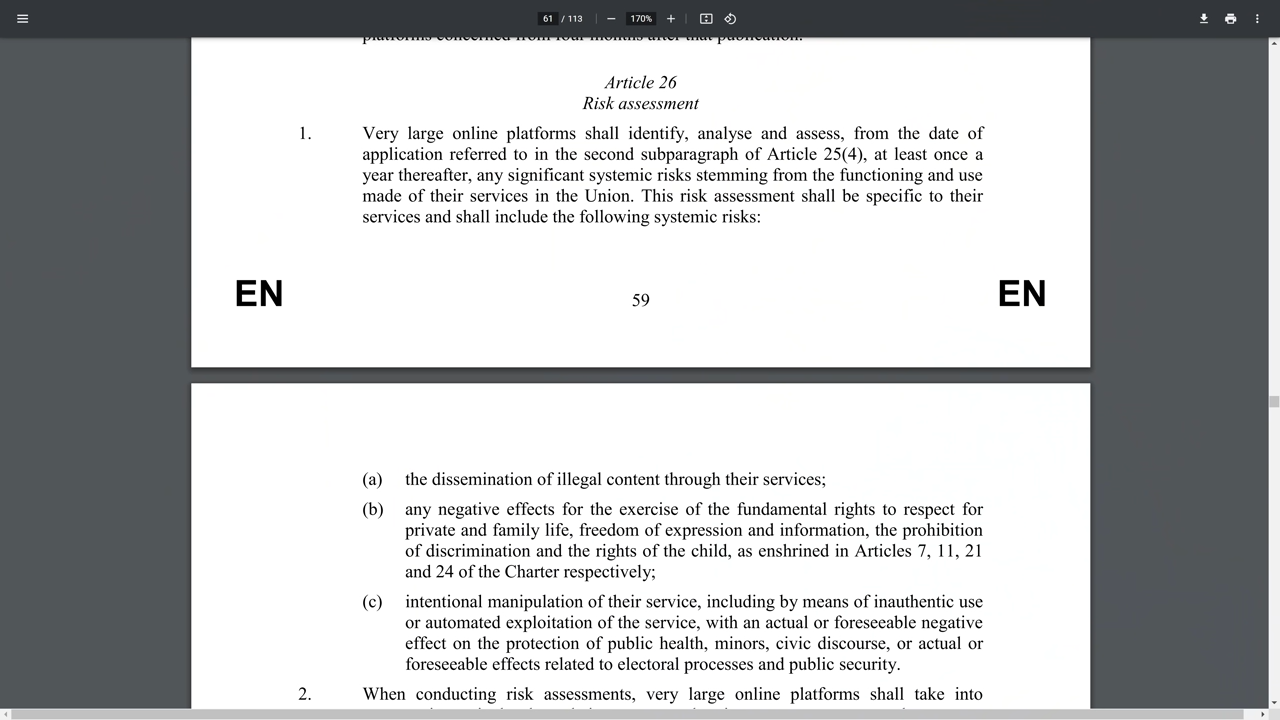 61 / 113
170%
platforms concerned from four months after that publication.
Article 26
Risk assessment
1. Very large online platforms shall identify, analyse and assess, from the date of
application referred to in the second subparagraph of Article 25(4), at least once a
year thereafter, any significant systemic risks stemming from the functioning and use
made of their services in the Union. This risk assessment shall be specific to their
services and shall include the following systemic risks:
EN 59 EN
(a) the dissemination of illegal content through their services;
(b) any negative effects for the exercise of the fundamental rights to respect for
private and family life, freedom of expression and information, the prohibition
of discrimination and the rights of the child, as enshrined in Articles 7, 11, 21
and 24 of the Charter respectively;
(c) intentional manipulation of their service, including by means of inauthentic use
or automated exploitation of the service, with an actual or foreseeable negative
effect on the protection of public health, minors, civic discourse, or actual or
foreseeable effects related to electoral processes and public security.
2. When conducting risk assessments, very large online platforms shall take into